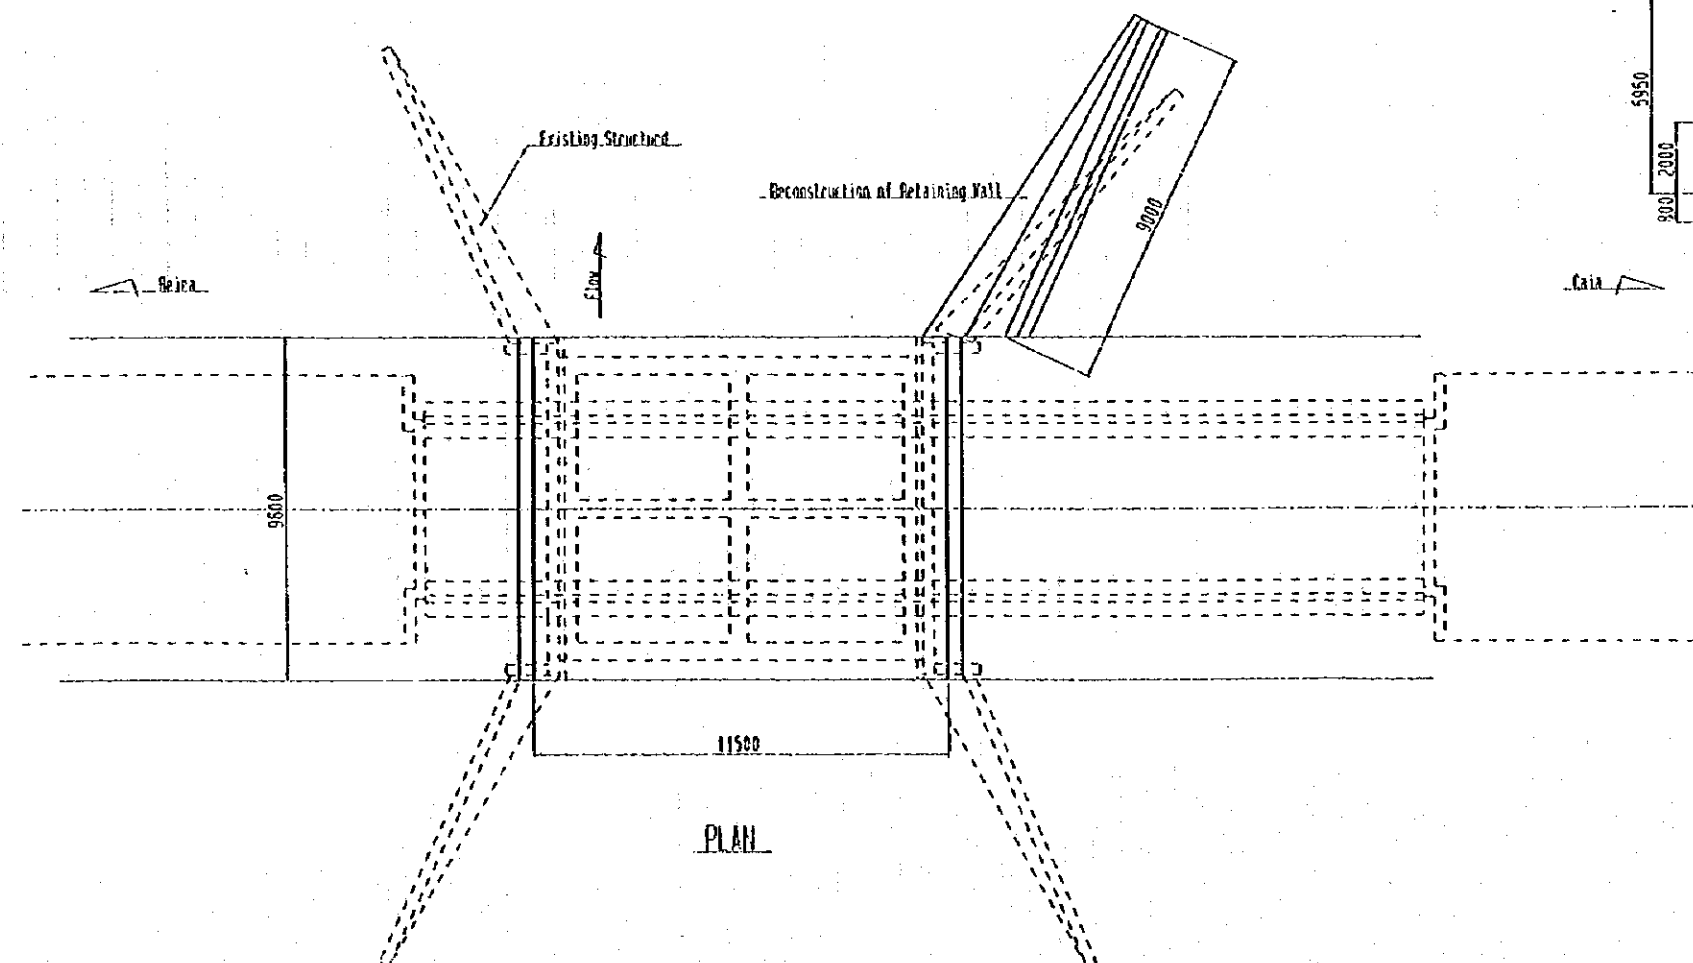 5950
Existing Structure
2000
Reconstruction of Retaining Wall
800
9000
Flow
Beira
Caia
9600
11500
PLAN